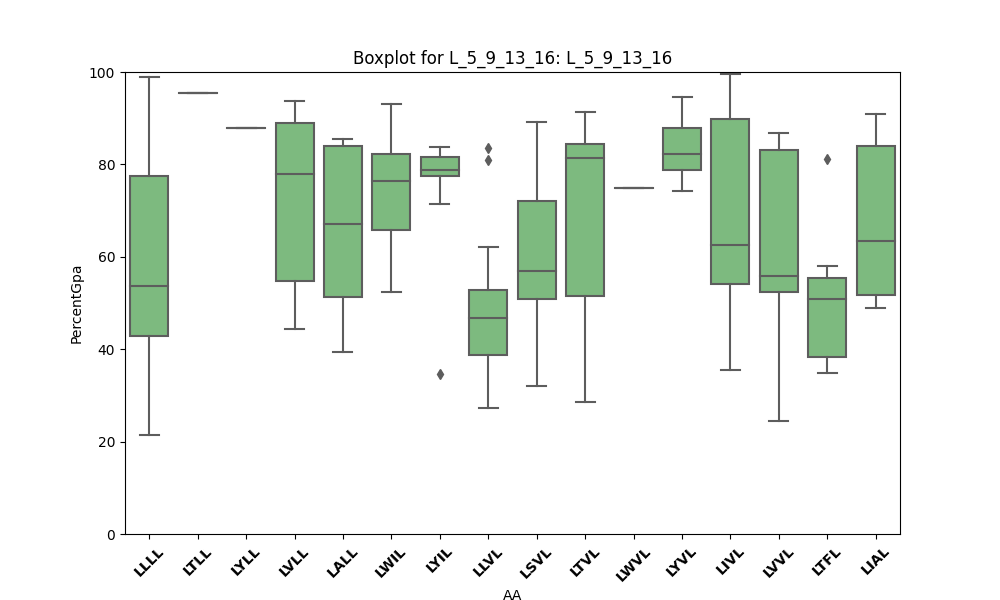 Boxplot for L_5_9_13_16: L_5_9_13_16
100
80
60
40
20
0
PercentGpa
LLLL LTLL LYLL LVLL LALL LWIL LYIL LLVL LSVL LTVL LWVL LYVL LIVL LVVL LTFL LIAL
AA